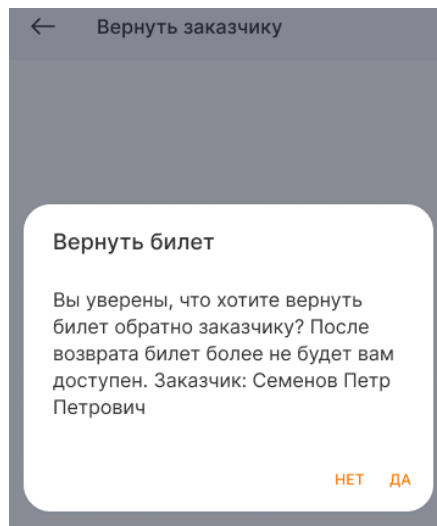 Вернуть заказчику
Вернуть билет
Вы уверены, что хотите вернуть
билет обратно заказчику? После
возврата билет более не будет вам
доступен. Заказчик: Семенов Петр
Петрович
НЕТ ДА